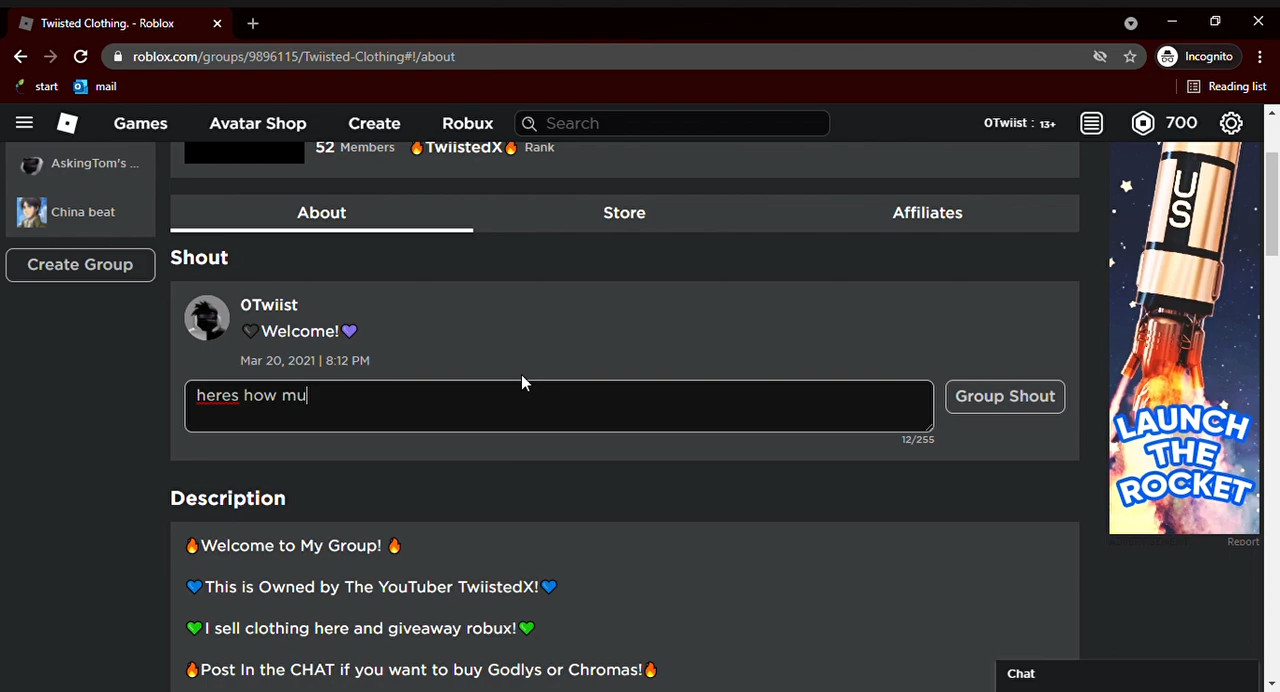 Twiisted Clothing. - Roblox
roblox.com/groups/9896115/Twiisted-Clothing#!/about
Incognito
start
mail
Reading list
Games
Avatar Shop
Create
Robux
Search
0Twiist : 13+
700
AskingTom's ...
China beat
Create Group
52 Members 🔥TwiistedX🔥 Rank
About
Store
Affiliates
Shout
0Twiist
🖤Welcome!💜
Mar 20, 2021 | 8:12 PM
heres how mu
Group Shout
12/255
Description
🔥Welcome to My Group! 🔥
💙This is Owned by The YouTuber TwiistedX!💙
💚I sell clothing here and giveaway robux!💚
🔥Post In the CHAT if you want to buy Godlys or Chromas!🔥
US
LAUNCH
THE
ROCKET
Report
Chat